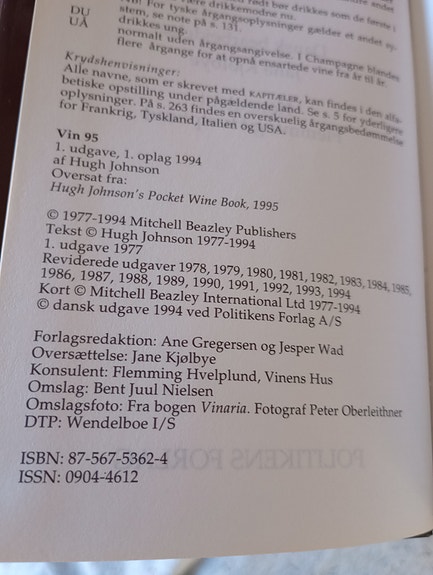 være drikkemodne nu.
DU
For tyske årgangsoplysninger gældet et andet sy-
stem, se note på s. 131.
drikkes ung.
UÅ
normalt uden årgangsangivelse. I Champagne blandes
flere årgange for at opnå ensartede vine fra år til år.
Krydshenvisninger:
Alle navne, som er skrevet med KAPITÆLER, kan findes i den alfa-
betiske opstilling under pågældende land. Se s. 5 for yderligere
oplysninger. På s. 263 findes en overskuelig årgangsbedømmelse
for Frankrig, Tyskland, Italien og USA.
Vin 95
1. udgave, 1. oplag 1994
af Hugh Johnson
Oversat fra:
Hugh Johnson's Pocket Wine Book, 1995
© 1977-1994 Mitchell Beazley Publishers
Tekst © Hugh Johnson 1977-1994
1. udgave 1977
Reviderede udgaver 1978, 1979, 1980, 1981, 1982, 1983, 1984, 1985,
1986, 1987, 1988, 1989, 1990, 1991, 1992, 1993, 1994
Kort © Mitchell Beazley International Ltd 1977-1994
© dansk udgave 1994 ved Politikens Forlag A/S
Forlagsredaktion: Ane Gregersen og Jesper Wad
Oversættelse: Jane Kjølbye
Konsulent: Flemming Hvelplund, Vinens Hus
Omslag: Bent Juul Nielsen
Omslagsfoto: Fra bogen Vinaria. Fotograf Peter Oberleithner
DTP: Wendelboe I/S
ISBN: 87-567-5362-4
ISSN: 0904-4612